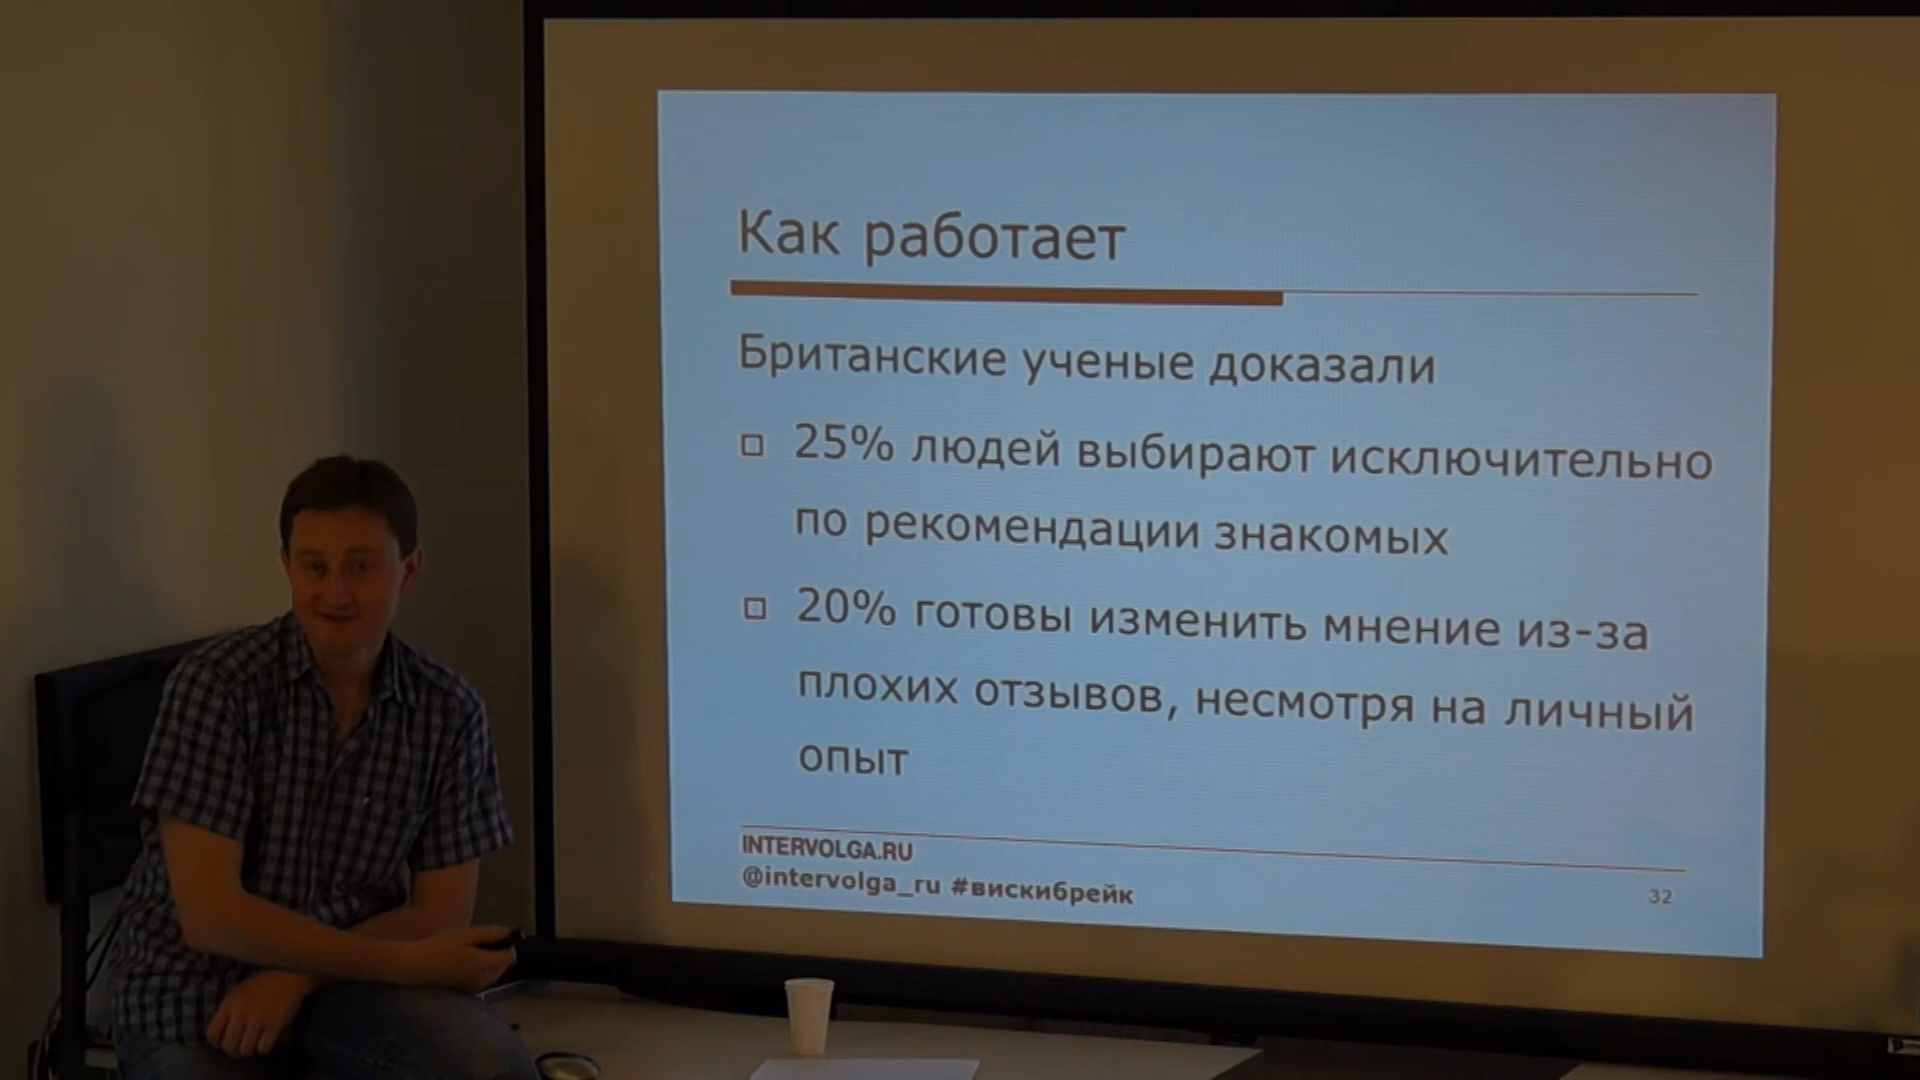 Как работает
Британские ученые доказали
25% людей выбирают исключительно
по рекомендации знакомых
20% готовы изменить мнение из-за
плохих отзывов, несмотря на личный
опыт
INTERVOLGA.RU
@intervolga_ru #вискибрейк
32